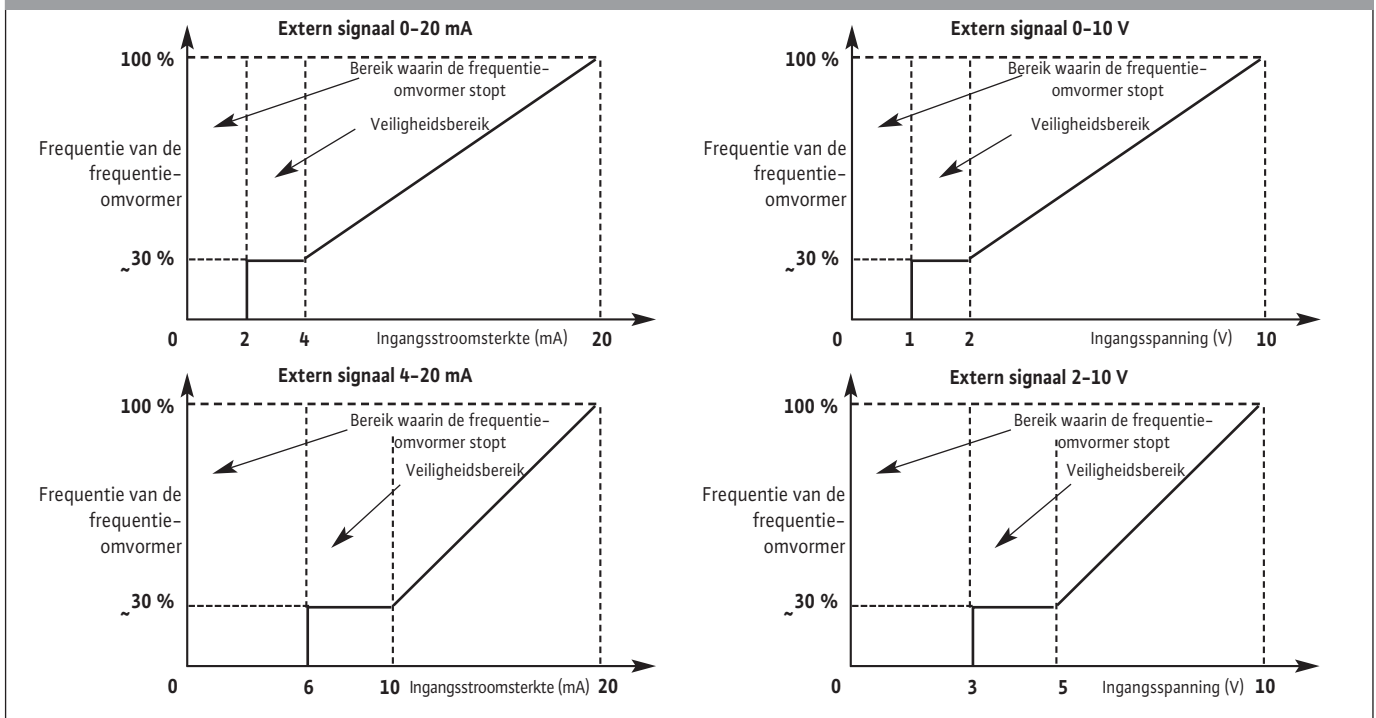 Extern signaal 0–20 mA
100 %
Bereik waarin de frequentie–
omvormer stopt
Veiligheidsbereik
Frequentie van de
frequentie–
omvormer
~30 %
0
2
4
Ingangsstroomsterkte (mA)
20
Extern signaal 0–10 V
100 %
Bereik waarin de frequentie–
omvormer stopt
Veiligheidsbereik
Frequentie van de
frequentie–
omvormer
~30 %
0
1
2
Ingangsspanning (V)
10
Extern signaal 4–20 mA
100 %
Bereik waarin de frequentie–
omvormer stopt
Veiligheidsbereik
Frequentie van de
frequentie–
omvormer
~30 %
0
6
10
Ingangsstroomsterkte (mA)
20
Extern signaal 2–10 V
100 %
Bereik waarin de frequentie–
omvormer stopt
Veiligheidsbereik
Frequentie van de
frequentie–
omvormer
~30 %
0
3
5
Ingangsspanning (V)
10